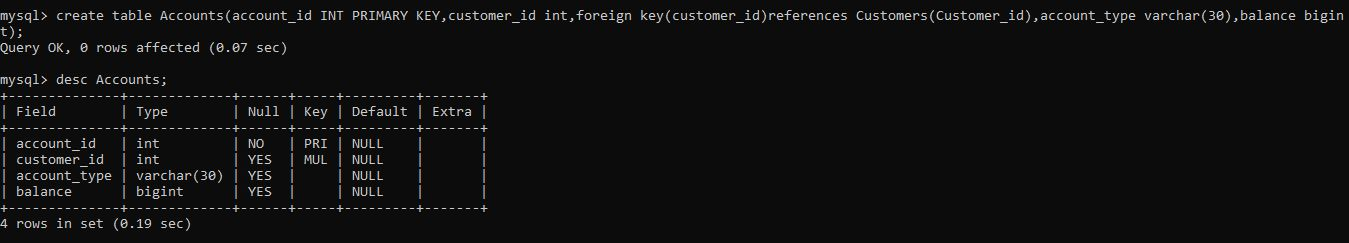 mysql> create table Accounts(account_id INT PRIMARY KEY,customer_id int,foreign key(customer_id)references Customers(Customer_id),account_type varchar(30),balance bigin
t);
Query OK, 0 rows affected (0.07 sec)

mysql> desc Accounts;
+--------------+-------------+------+-----+---------+-------+
| Field        | Type        | Null | Key | Default | Extra |
+--------------+-------------+------+-----+---------+-------+
| account_id   | int         | NO   | PRI | NULL    |       |
| customer_id  | int         | YES  | MUL | NULL    |       |
| account_type | varchar(30) | YES  |     | NULL    |       |
| balance      | bigint      | YES  |     | NULL    |       |
+--------------+-------------+------+-----+---------+-------+
4 rows in set (0.19 sec)